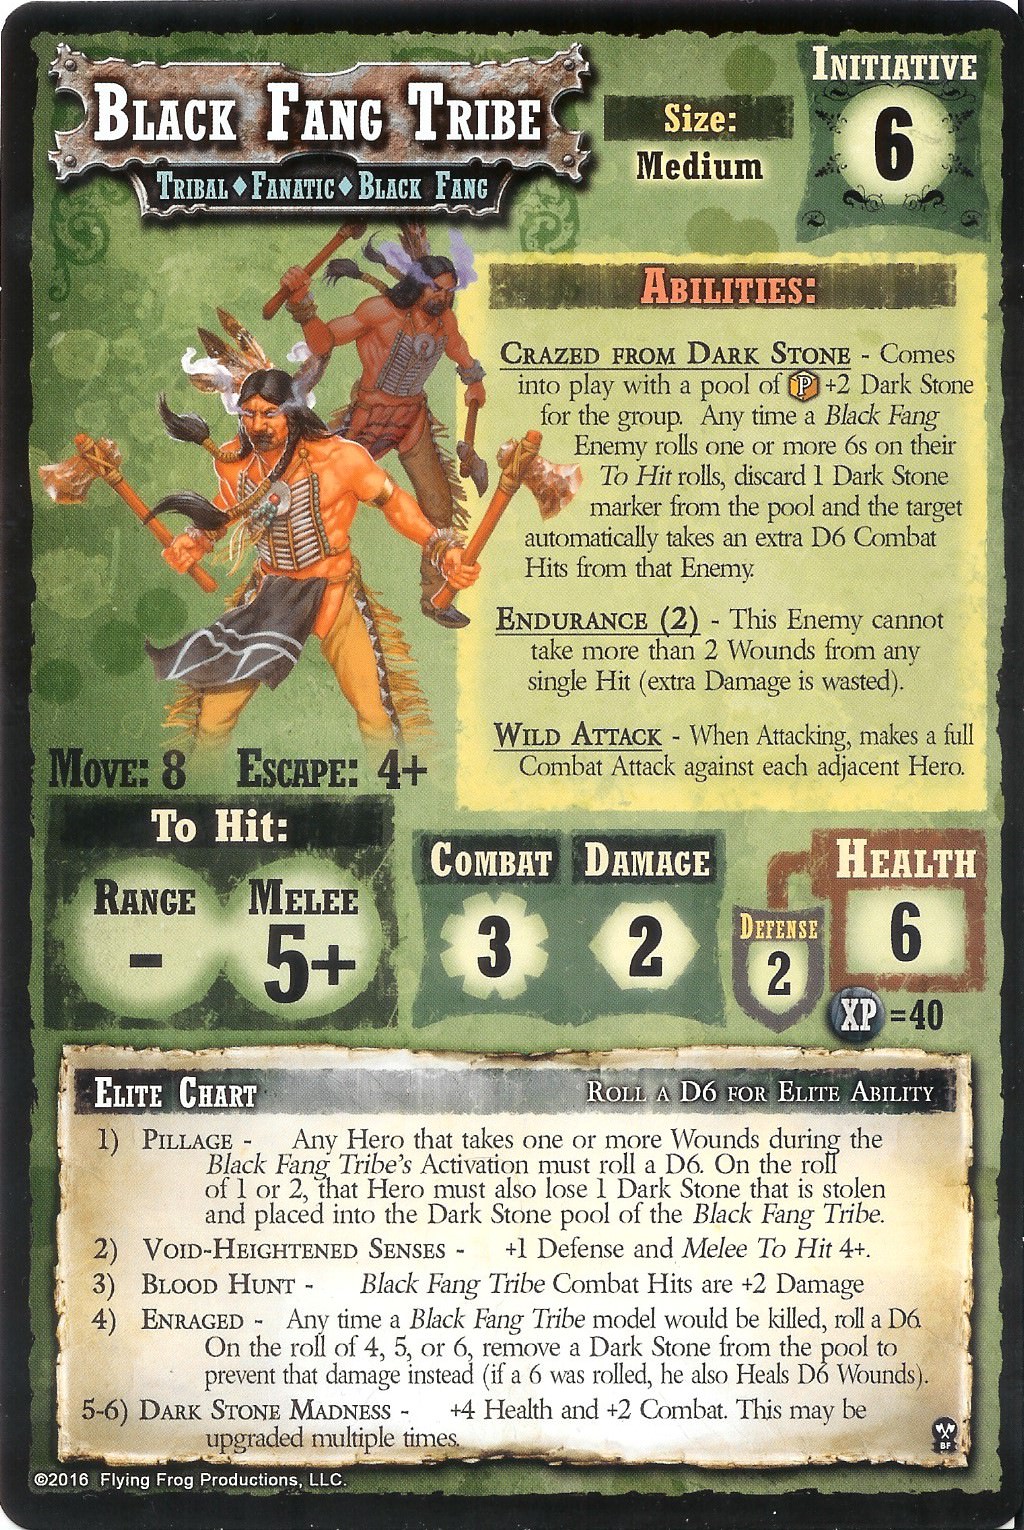 Black Fang Tribe
Tribal ♦ Fanatic ♦ Black Fang
Size:
Medium
Initiative
6
Abilities:
Crazed from Dark Stone - Comes
into play with a pool of P +2 Dark Stone
for the group. Any time a Black Fang
Enemy rolls one or more 6s on their
To Hit rolls, discard 1 Dark Stone
marker from the pool and the target
automatically takes an extra D6 Combat
Hits from that Enemy.
Endurance (2) - This Enemy cannot
take more than 2 Wounds from any
single Hit (extra Damage is wasted).
Wild Attack - When Attacking, makes a full
Combat Attack against each adjacent Hero.
Move: 8 Escape: 4+
To Hit:
Range
-
Melee
5+
Combat
3
Damage
2
Defense
2
Health
6
XP =40
Elite Chart Roll a D6 for Elite Ability
1) Pillage - Any Hero that takes one or more Wounds during the
Black Fang Tribe's Activation must roll a D6. On the roll
of 1 or 2, that Hero must also lose 1 Dark Stone that is stolen
and placed into the Dark Stone pool of the Black Fang Tribe.
2) Void-Heightened Senses - +1 Defense and Melee To Hit 4+.
3) Blood Hunt - Black Fang Tribe Combat Hits are +2 Damage
4) Enraged - Any time a Black Fang Tribe model would be killed, roll a D6.
On the roll of 4, 5, or 6, remove a Dark Stone from the pool to
prevent that damage instead (if a 6 was rolled, he also Heals D6 Wounds).
5-6) Dark Stone Madness - +4 Health and +2 Combat. This may be
upgraded multiple times.
BF
©2016 Flying Frog Productions, LLC.